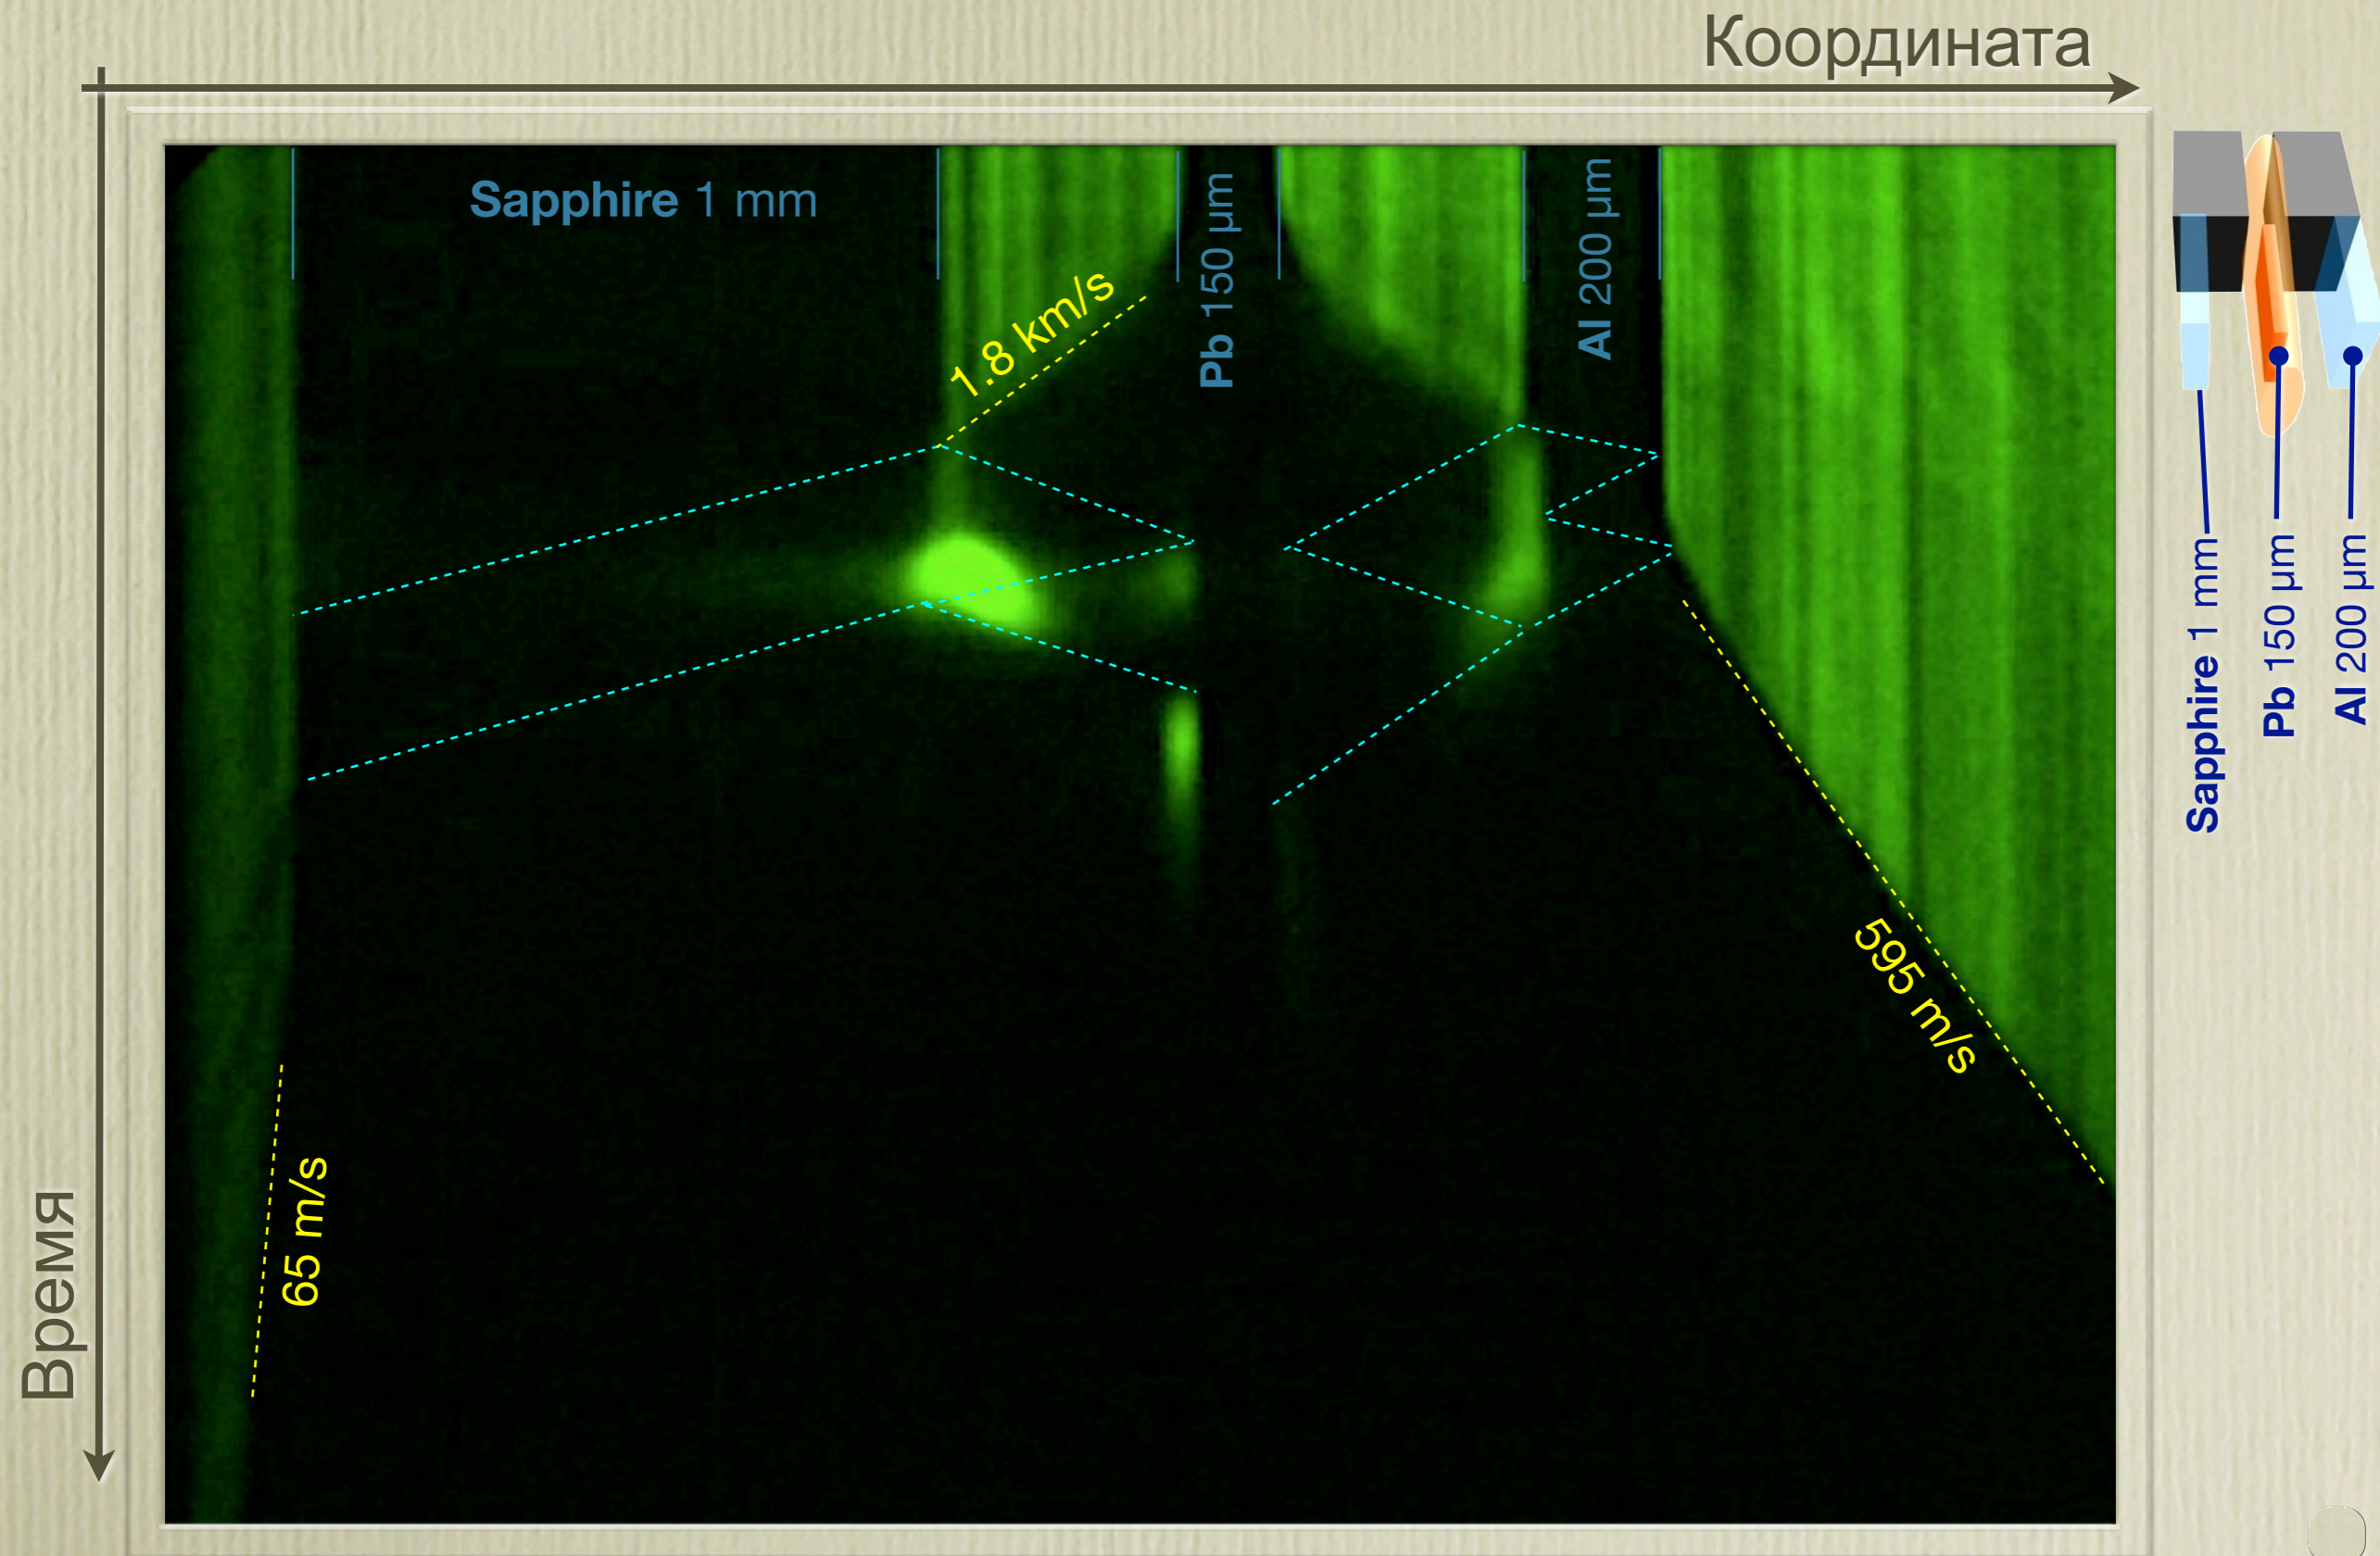 Координата
Время
Sapphire 1 mm
1.8 km/s
Pb 150 µm
Al 200 µm
595 m/s
65 m/s
Sapphire 1 mm
Pb 150 µm
Al 200 µm